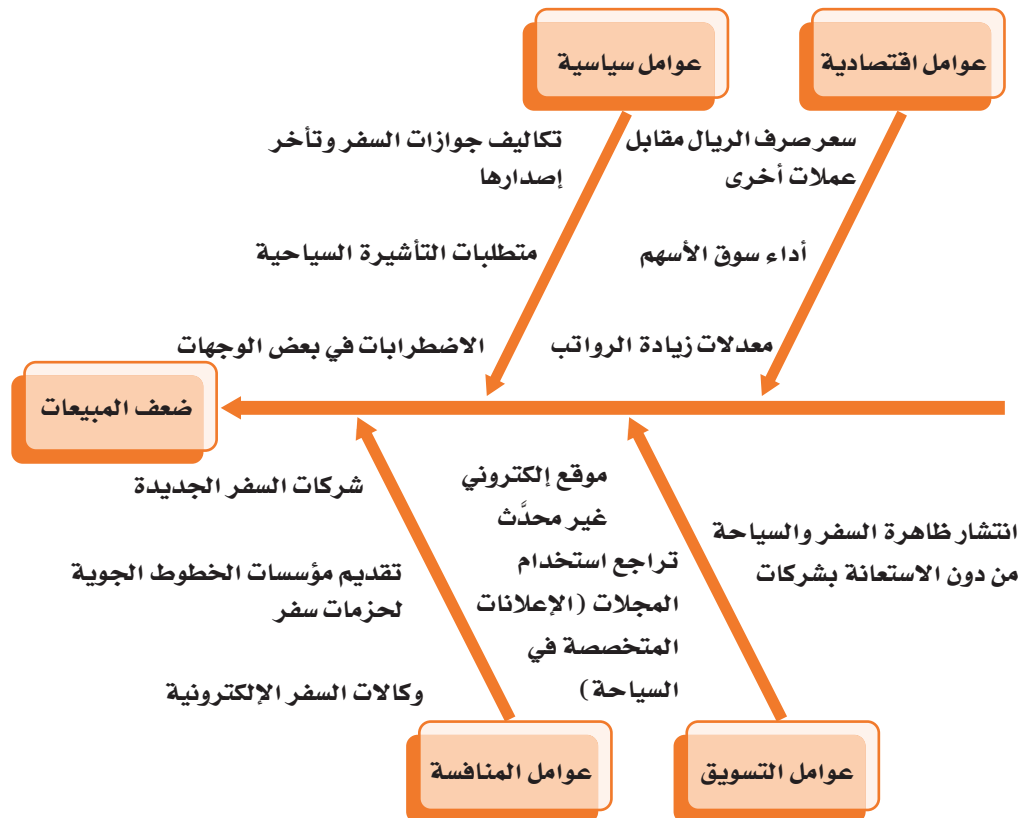 عوامل اقتصادية
سعر صرف الريال مقابل
عملات أخرى
أداء سوق الأسهم
معدلات زيادة الرواتب
عوامل سياسية
تكاليف جوازات السفر وتأخر
إصدارها
متطلبات التأشيرة السياحية
الاضطرابات في بعض الوجهات
ضعف المبيعات
انتشار ظاهرة السفر والسياحة
من دون الاستعانة بشركات
موقع إلكتروني
غير محدَّث
تراجع استخدام
المجلات (الإعلانات
المتخصصة في
السياحة)
عوامل التسويق
شركات السفر الجديدة
تقديم مؤسسات الخطوط الجوية
لحزمات سفر
وكالات السفر الإلكترونية
عوامل المنافسة